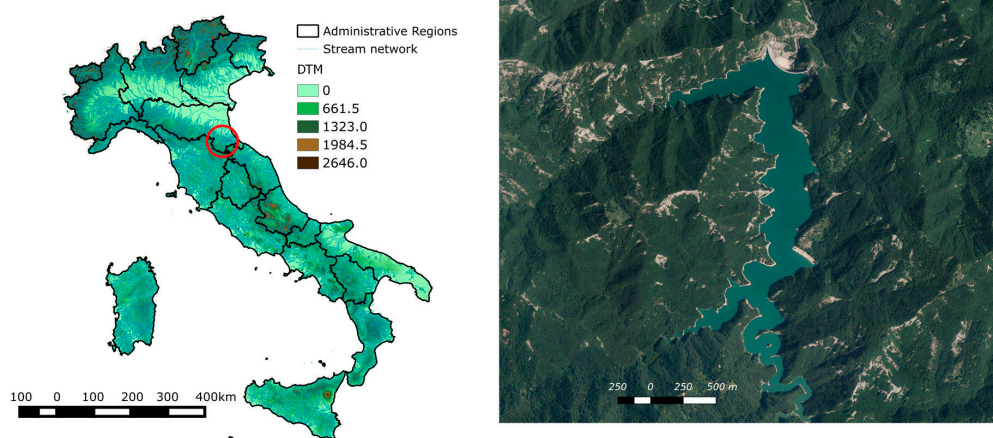 Administrative Regions
Stream network
DTM
0
661.5
1323.0
1984.5
2646.0
100 0 100 200 300 400km
250 0 250 500 m